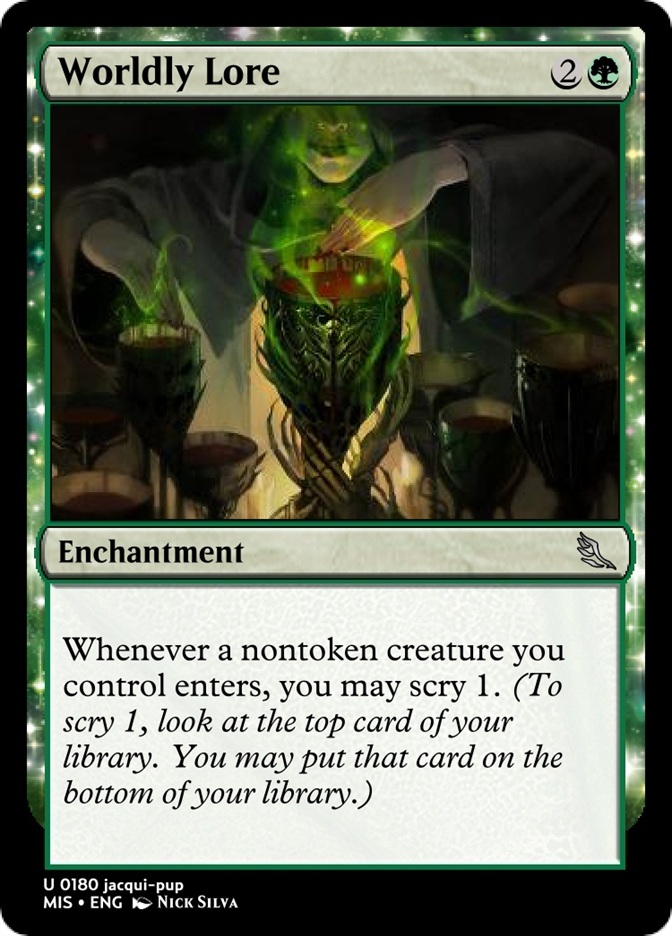 Worldly Lore 2
Enchantment
Whenever a nontoken creature you
control enters, you may scry 1. (To
scry 1, look at the top card of your
library. You may put that card on the
bottom of your library.)
U 0180 jacqui-pup
MIS • ENG Nick Silva